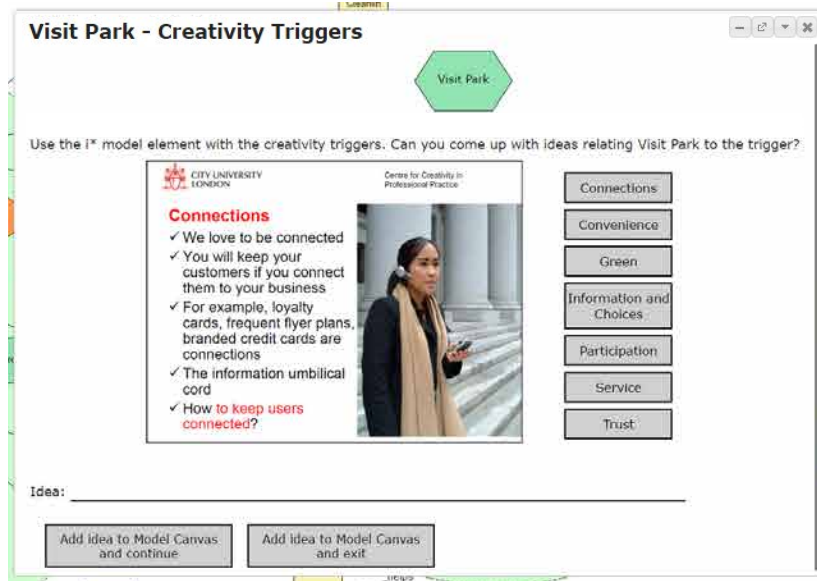 Visit Park - Creativity Triggers
Visit Park
Use the i* model element with the creativity triggers. Can you come up with ideas relating Visit Park to the trigger?
CITY UNIVERSITY
LONDON
Centre for Creativity in
Professional Practice
Connections
✓ We love to be connected
✓ You will keep your
customers if you connect
them to your business
✓ For example, loyalty
cards, frequent flyer plans,
branded credit cards are
connections
✓ The information umbilical
cord
✓ How to keep users
connected?
Connections
Convenience
Green
Information and
Choices
Participation
Service
Trust
Idea:
Add idea to Model Canvas
and continue
Add idea to Model Canvas
and exit